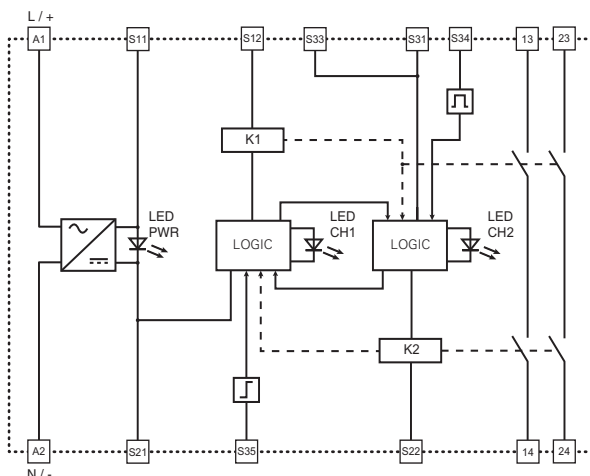 L / +
A1 S11 S12 S33 S31 S34 13 23
K1
LED
PWR
LOGIC
LED
CH1
LOGIC
LED
CH2
K2
A2 S21 S35 S22 14 24
N / -